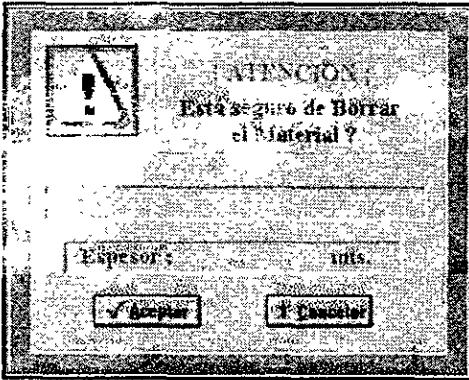 ¡ ATENCION ¡
Esta seguro de Borrar
el Material ?
Espesor : mts.
Aceptar Cancelar